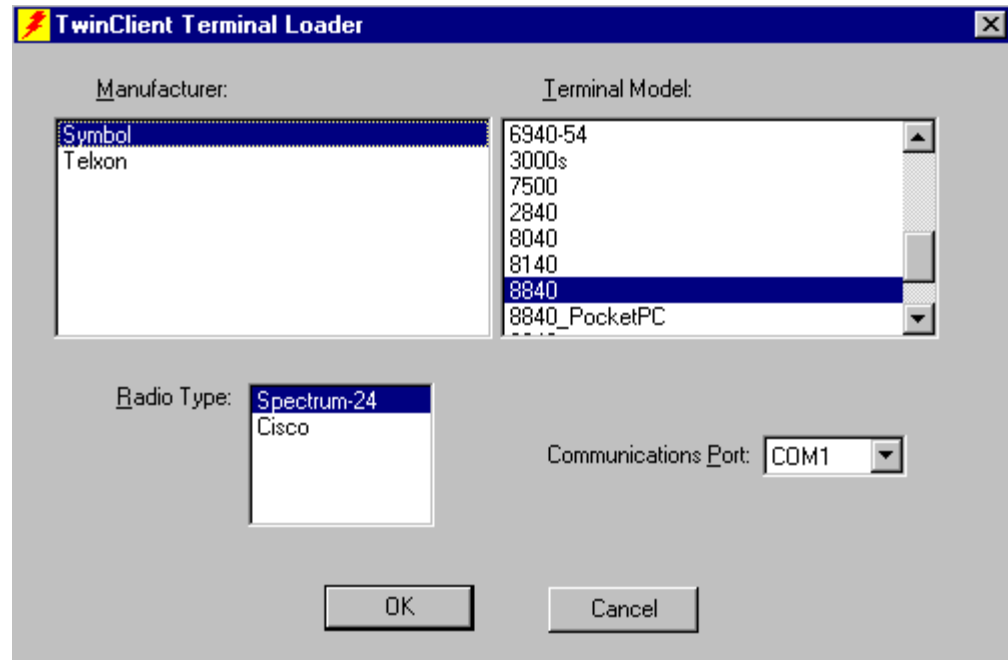 TwinClient Terminal Loader
Manufacturer:
Terminal Model:
Symbol
Telxon
6940-54
3000s
7500
2840
8040
8140
8840
8840_PocketPC
Radio Type:
Spectrum-24
Cisco
Communications Port:
COM1
OK
Cancel